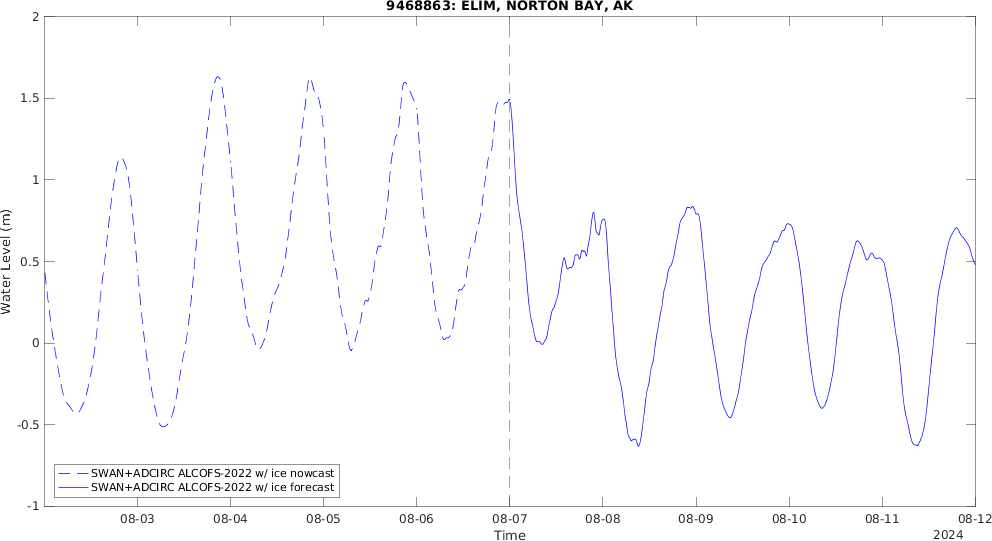 9468863: ELIM, NORTON BAY, AK
Water Level (m)
2
1.5
1
0.5
0
-0.5
-1
SWAN+ADCIRC ALCOFS-2022 w/ ice nowcast
SWAN+ADCIRC ALCOFS-2022 w/ ice forecast
08-03 08-04 08-05 08-06 08-07 08-08 08-09 08-10 08-11 08-12
Time
2024